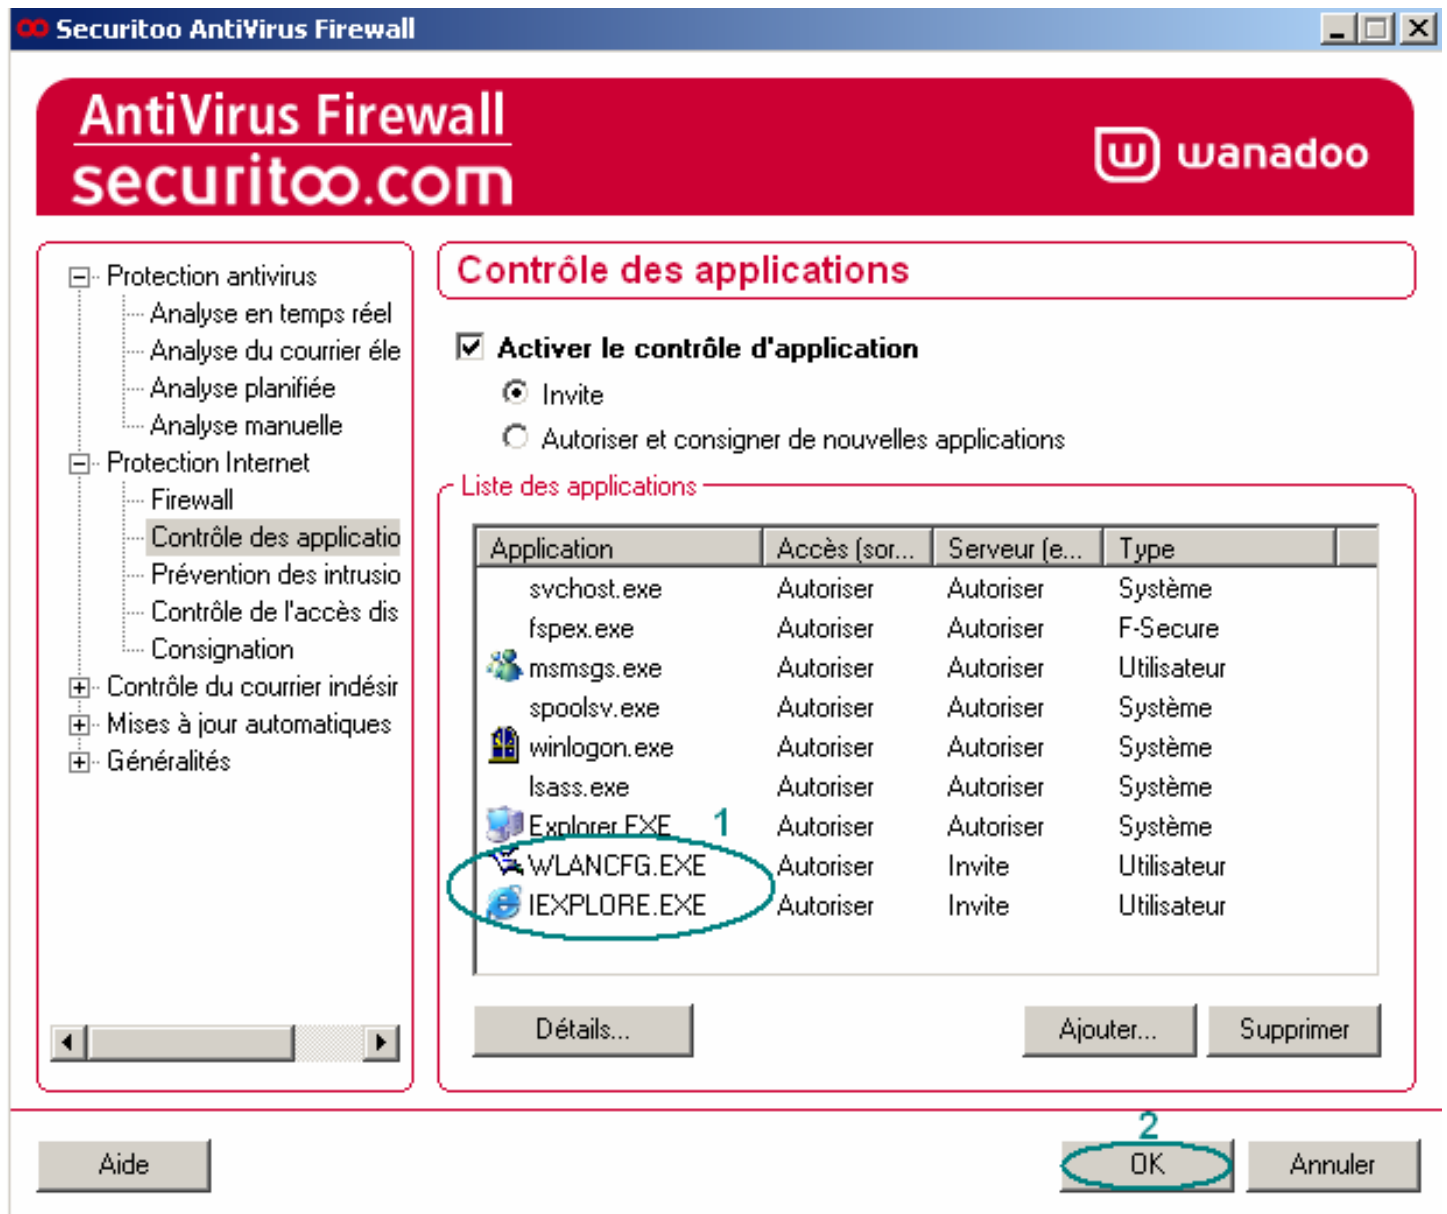 Securitoo AntiVirus Firewall
AntiVirus Firewall
securitoo.com
wanadoo
Protection antivirus
Analyse en temps réel
Analyse du courrier éle
Analyse planifiée
Analyse manuelle
Protection Internet
Firewall
Contrôle des applicatio
Prévention des intrusio
Contrôle de l'accès dis
Consignation
Contrôle du courrier indésir
Mises à jour automatiques
Généralités
Contrôle des applications
Activer le contrôle d'application
Invite
Autoriser et consigner de nouvelles applications
Liste des applications
Application Accès (sor... Serveur (e... Type
svchost.exe Autoriser Autoriser Système
fspex.exe Autoriser Autoriser F-Secure
msmsgs.exe Autoriser Autoriser Utilisateur
spoolsv.exe Autoriser Autoriser Système
winlogon.exe Autoriser Autoriser Système
lsass.exe Autoriser Autoriser Système
Explorer.EXE 1 Autoriser Autoriser Système
WLANCFG.EXE Autoriser Invite Utilisateur
IEXPLORE.EXE Autoriser Invite Utilisateur
Détails... Ajouter... Supprimer
2
Aide OK Annuler